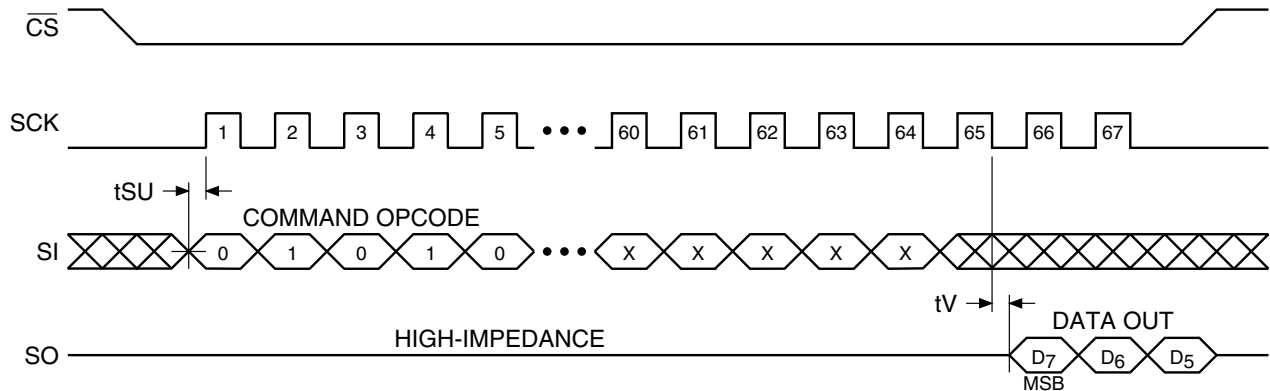 CS
SCK
1 2 3 4 5 ••• 60 61 62 63 64 65 66 67
tSU
COMMAND OPCODE
SI
0 1 0 1 0 ••• X X X X X
tV
HIGH-IMPEDANCE
DATA OUT
SO
D7 D6 D5
MSB